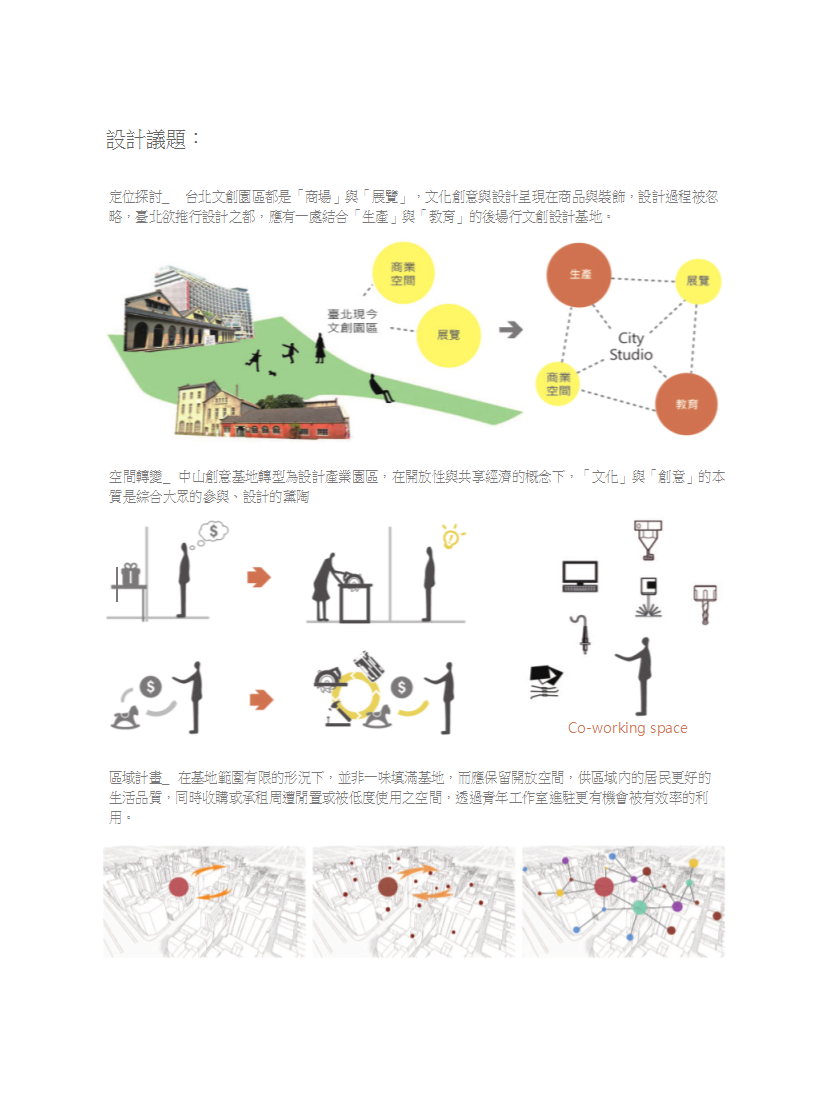 設計議題：
定位探討_　台北文創園區都是「商場」與「展覽」，文化創意與設計呈現在商品與裝飾，設計過程被忽
略，臺北欲推行設計之都，應有一處結合「生產」與「教育」的後場行文創設計基地。
商業
空間
臺北現今
文創園區
展覽
生產
展覽
City
Studio
商業
空間
教育
空間轉變_ 中山創意基地轉型為設計產業園區，在開放性與共享經濟的概念下，「文化」與「創意」的本
質是綜合大眾的參與、設計的薰陶
$
$
$
Co-working space
區域計畫_ 在基地範圍有限的形況下，並非一味填滿基地，而應保留開放空間，供區域內的居民更好的
生活品質，同時收購或承租周遭閒置或被低度使用之空間，透過青年工作室進駐更有機會被有效率的利
用。